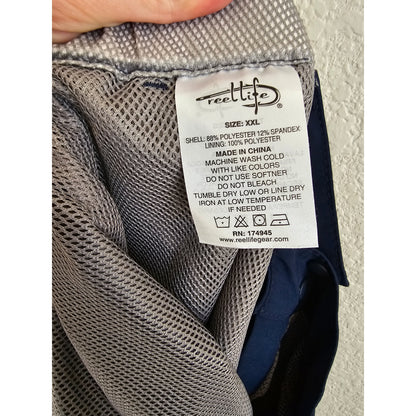 reel life ®
SIZE: XXL
SHELL: 88% POLYESTER 12% SPANDEX
LINING: 100% POLYESTER
MADE IN CHINA
MACHINE WASH COLD
WITH LIKE COLORS
DO NOT USE SOFTNER
DO NOT BLEACH
TUMBLE DRY LOW OR LINE DRY
IRON AT LOW TEMPERATURE
IF NEEDED
RN: 174945
www.reellifegear.com